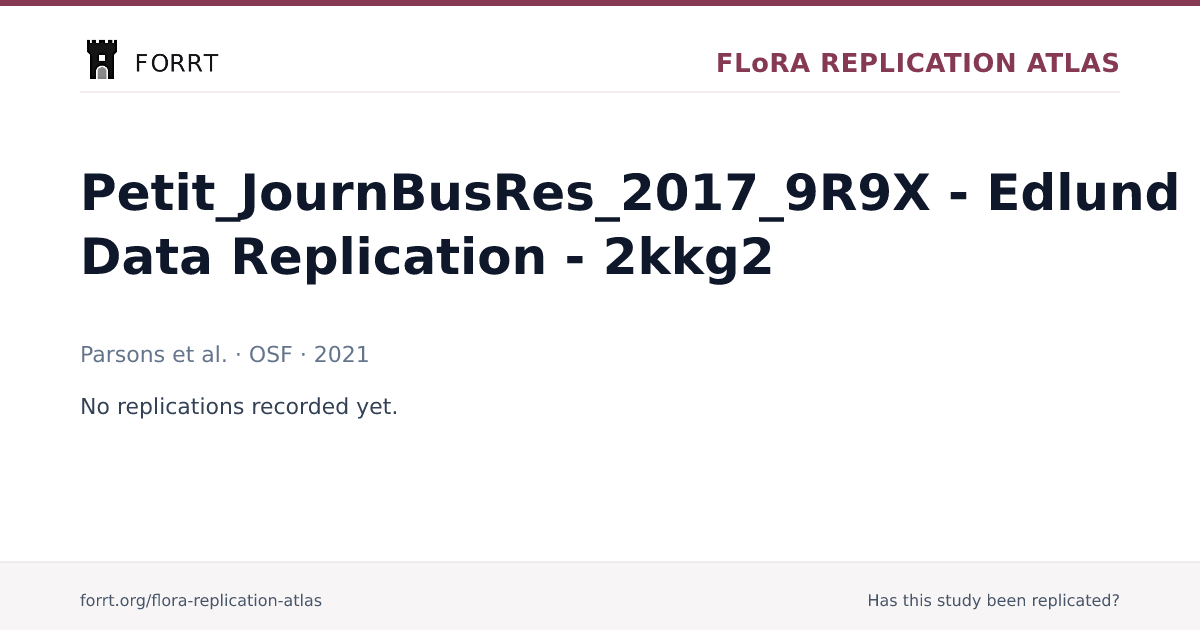 FORRT
FLoRA REPLICATION ATLAS
Petit_JournBusRes_2017_9R9X - Edlund
Data Replication - 2kkg2
Parsons et al. · OSF · 2021
No replications recorded yet.
forrt.org/flora-replication-atlas
Has this study been replicated?